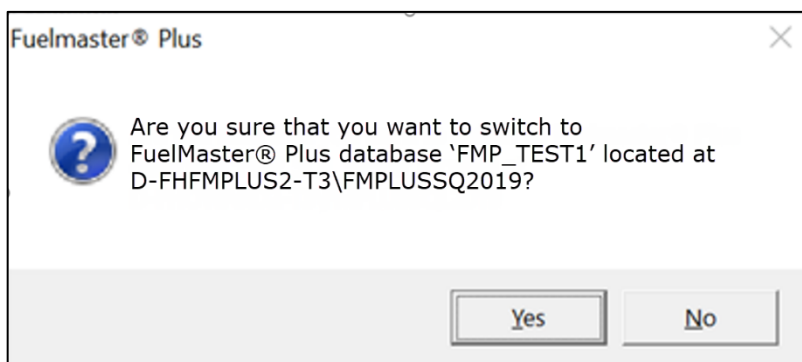 Fuelmaster® Plus
Are you sure that you want to switch to
FuelMaster® Plus database ‘FMP_TEST1’ located at
D-FHFMPLUS2-T3\FMPLUSSQ2019?
Yes
No